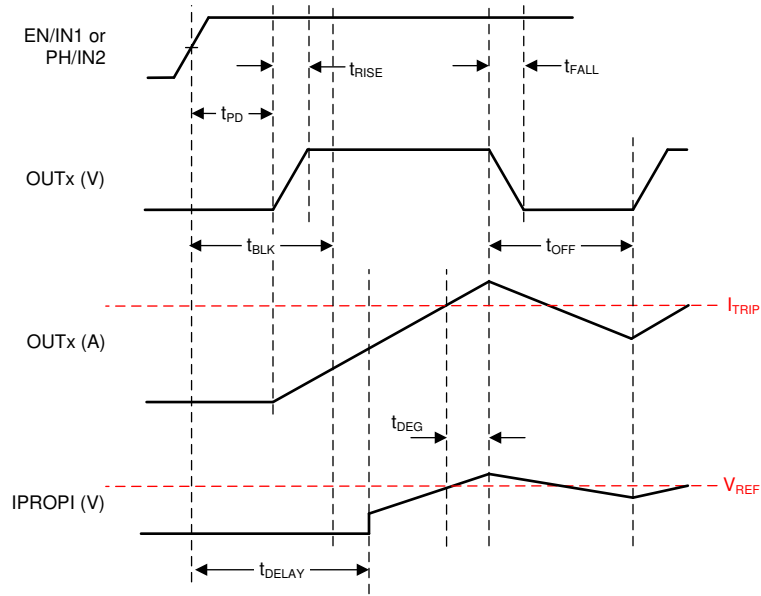 EN/IN1 or
PH/IN2
tRISE
tFALL
tPD
OUTx (V)
tBLK
tOFF
ITRIP
OUTx (A)
tDEG
IPROPI (V)
VREF
tDELAY